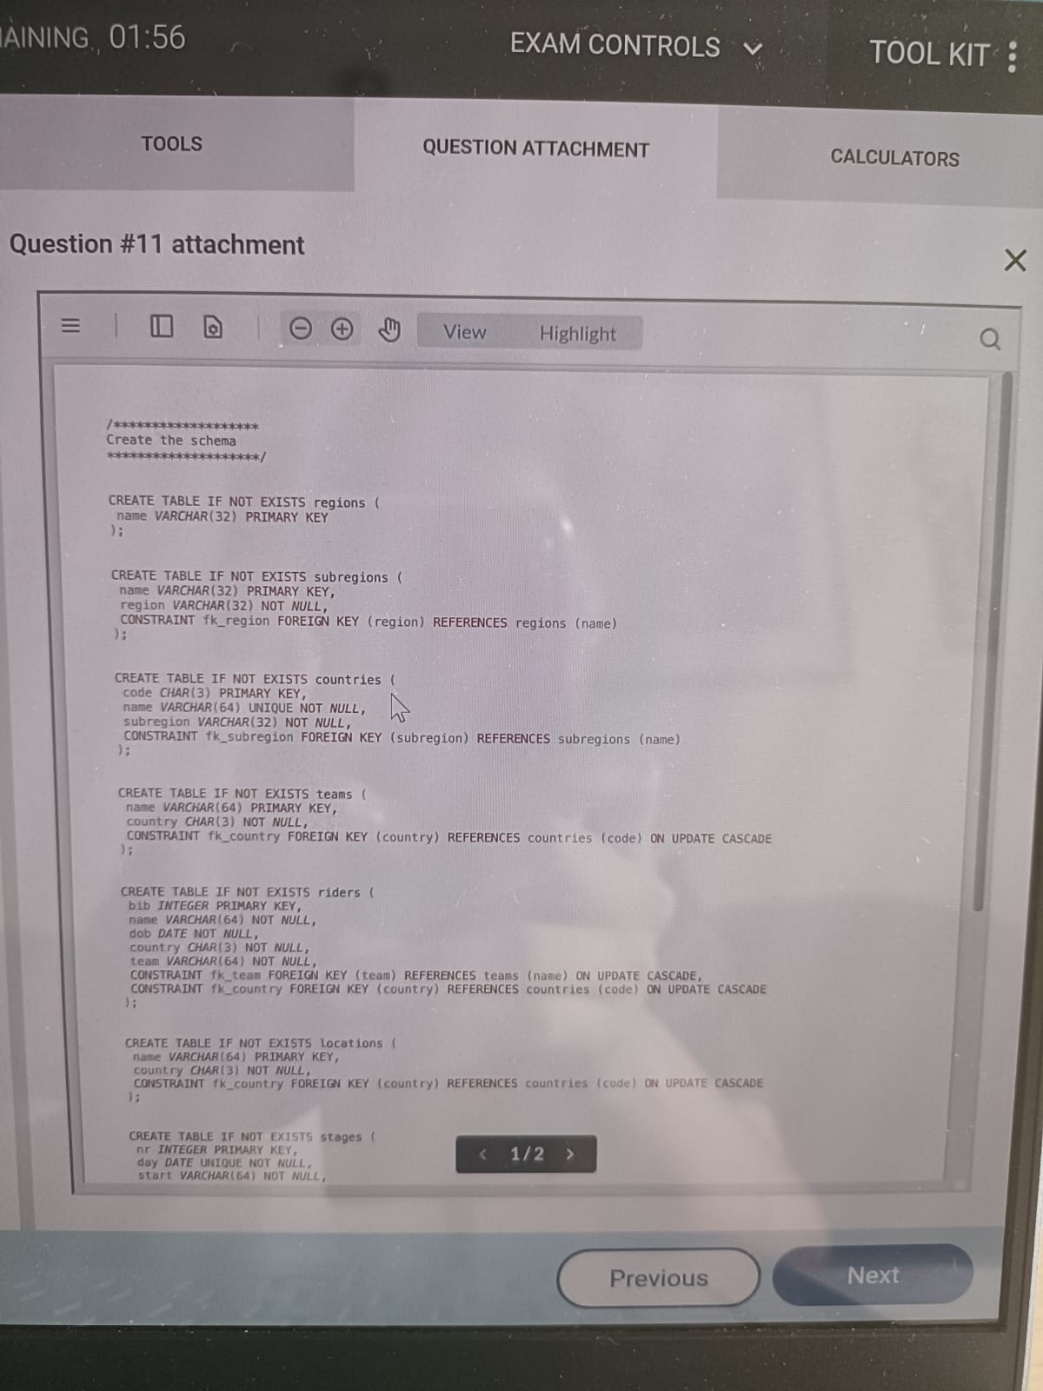 AINING 01:56
EXAM CONTROLS
TOOL KIT
TOOLS
QUESTION ATTACHMENT
CALCULATORS
Question #11 attachment
View
Highlight
/*******************
Create the schema
********************/
CREATE TABLE IF NOT EXISTS regions (
name VARCHAR(32) PRIMARY KEY
);
CREATE TABLE IF NOT EXISTS subregions (
name VARCHAR(32) PRIMARY KEY,
region VARCHAR(32) NOT NULL,
CONSTRAINT fk_region FOREIGN KEY (region) REFERENCES regions (name)
);
CREATE TABLE IF NOT EXISTS countries (
code CHAR(3) PRIMARY KEY,
name VARCHAR(64) UNIQUE NOT NULL,
subregion VARCHAR(32) NOT NULL,
CONSTRAINT fk_subregion FOREIGN KEY (subregion) REFERENCES subregions (name)
);
CREATE TABLE IF NOT EXISTS teams (
name VARCHAR(64) PRIMARY KEY,
country CHAR(3) NOT NULL,
CONSTRAINT fk_country FOREIGN KEY (country) REFERENCES countries (code) ON UPDATE CASCADE
);
CREATE TABLE IF NOT EXISTS riders (
bib INTEGER PRIMARY KEY,
name VARCHAR(64) NOT NULL,
dob DATE NOT NULL,
country CHAR(3) NOT NULL,
team VARCHAR(64) NOT NULL,
CONSTRAINT fk_team FOREIGN KEY (team) REFERENCES teams (name) ON UPDATE CASCADE,
CONSTRAINT fk_country FOREIGN KEY (country) REFERENCES countries (code) ON UPDATE CASCADE
);
CREATE TABLE IF NOT EXISTS locations (
name VARCHAR(64) PRIMARY KEY,
country CHAR(3) NOT NULL,
CONSTRAINT fk_country FOREIGN KEY (country) REFERENCES countries (code) ON UPDATE CASCADE
);
CREATE TABLE IF NOT EXISTS stages (
nr INTEGER PRIMARY KEY,
day DATE UNIQUE NOT NULL,
start VARCHAR(64) NOT NULL,
1/2
Previous
Next